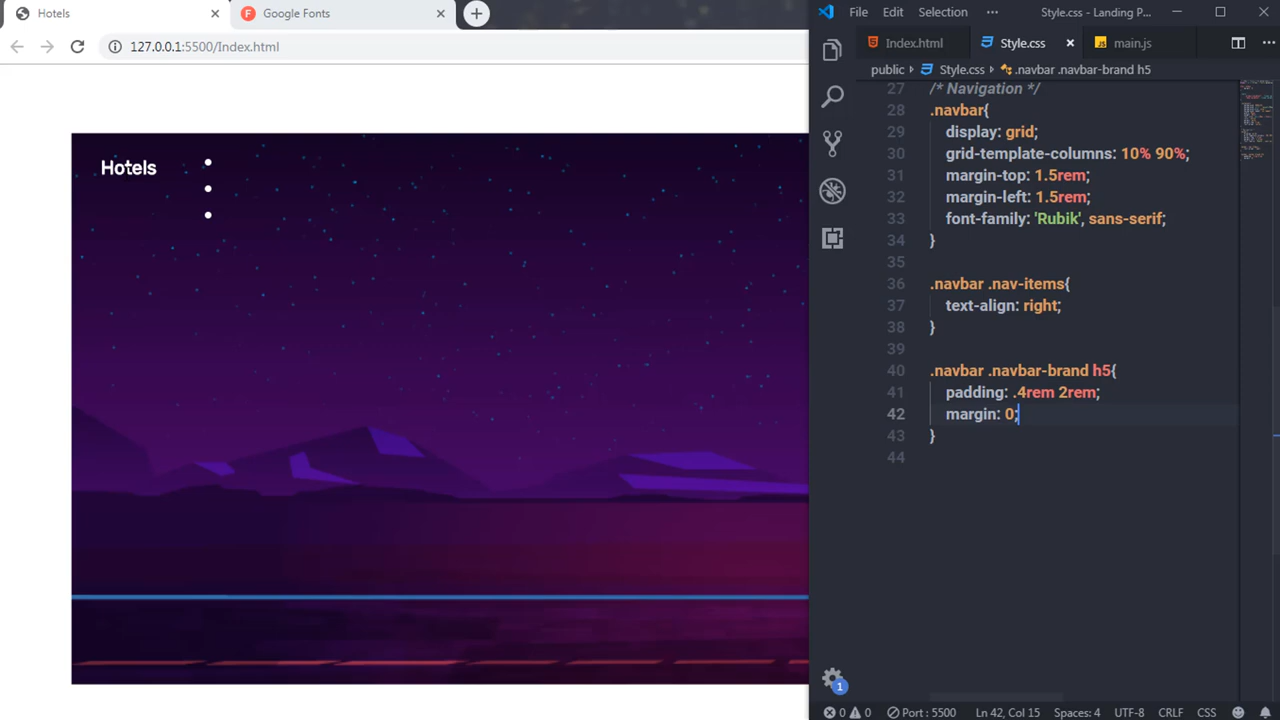 Hotels
Google Fonts
127.0.0.1:5500/Index.html
Hotels
File Edit Selection ··· Style.css - Landing P...
Index.html Style.css main.js
public > Style.css > .navbar .navbar-brand h5
27 /* Navigation */
28 .navbar{
29 display: grid;
30 grid-template-columns: 10% 90%;
31 margin-top: 1.5rem;
32 margin-left: 1.5rem;
33 font-family: 'Rubik', sans-serif;
34 }
35
36 .navbar .nav-items{
37 text-align: right;
38 }
39
40 .navbar .navbar-brand h5{
41 padding: .4rem 2rem;
42 margin: 0;
43 }
44
1
0 0 Port : 5500 Ln 42, Col 15 Spaces: 4 UTF-8 CRLF CSS